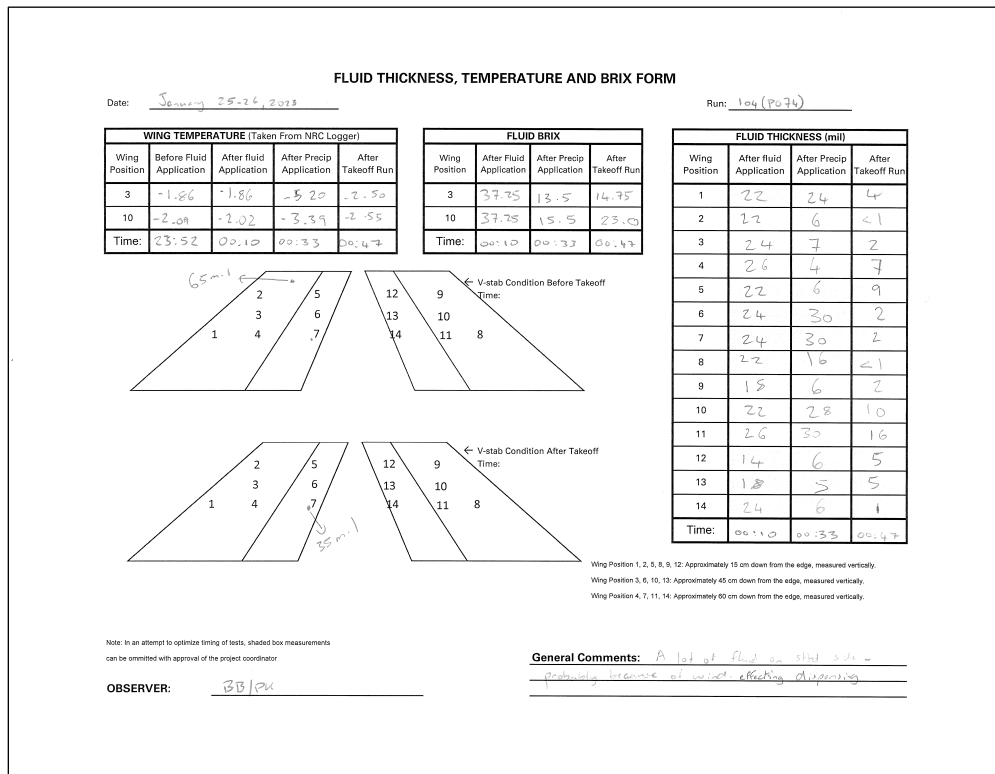 FLUID THICKNESS, TEMPERATURE AND BRIX FORM
Date: January 25-26, 2023
Run: 104 (PO74)
WING TEMPERATURE (Taken From NRC Logger)
Wing Position Before Fluid Application After fluid Application After Precip Application After Takeoff Run
3 -1.86 -1.86 -5.20 -2.50
10 -2.09 -2.02 -3.39 -2.55
Time: 23:52 00:10 00:33 00:47
FLUID BRIX
Wing Position After Fluid Application After Precip Application After Takeoff Run
3 37.25 13.5 14.75
10 37.25 15.5 23.0
Time: 00:10 00:33 00:47
FLUID THICKNESS (mil)
Wing Position After fluid Application After Precip Application After Takeoff Run
1 22 24 4
2 22 6 <1
3 24 7 2
4 26 4 7
5 22 6 9
6 24 30 2
7 24 30 2
8 22 16 <1
9 18 6 2
10 22 28 10
11 26 30 16
12 14 6 5
13 18 5 5
14 24 6 1
Time: 00:10 00:33 00:47
65 mil
← V-stab Condition Before Takeoff
Time:
2 5 12 9
3 6 13 10
1 4 7 14 11 8
← V-stab Condition After Takeoff
Time:
2 5 12 9
3 6 13 10
1 4 7 14 11 8
35 mil
Wing Position 1, 2, 5, 8, 9, 12: Approximately 15 cm down from the edge, measured vertically.
Wing Position 3, 6, 10, 13: Approximately 45 cm down from the edge, measured vertically.
Wing Position 4, 7, 11, 14: Approximately 60 cm down from the edge, measured vertically.
Note: In an attempt to optimize timing of tests, shaded box measurements
can be ommitted with approval of the project coordinator
OBSERVER: BB/PK
General Comments: A lot of fluid on stbd side -
probably because of wind effecting dispensing